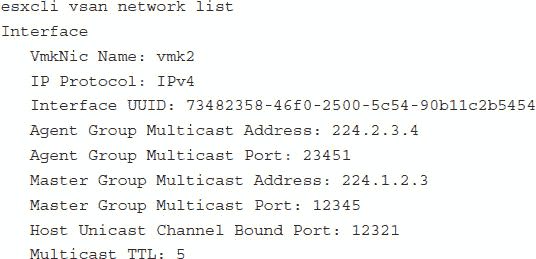 esxcli vsan network list
Interface
VmkNic Name: vmk2
IP Protocol: IPv4
Interface UUID: 73482358-46f0-2500-5c54-90b11c2b5454
Agent Group Multicast Address: 224.2.3.4
Agent Group Multicast Port: 23451
Master Group Multicast Address: 224.1.2.3
Master Group Multicast Port: 12345
Host Unicast Channel Bound Port: 12321
Multicast TTL: 5